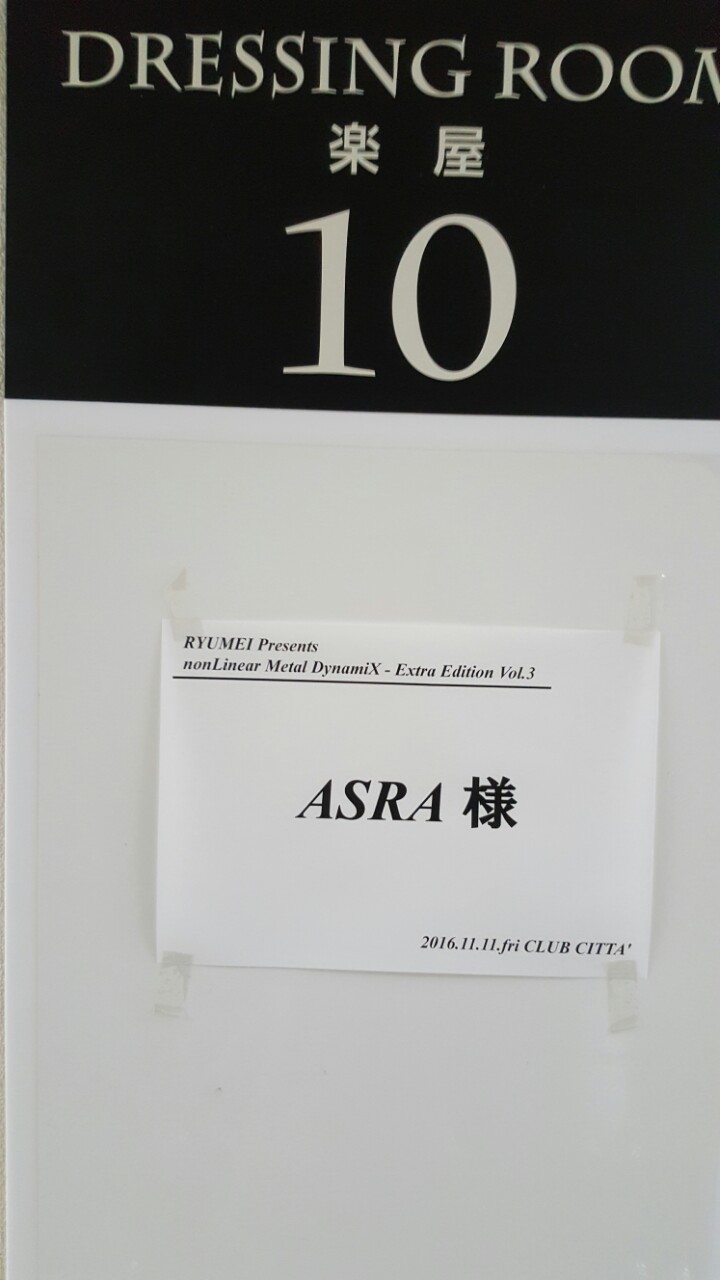 DRESSING ROOM
楽屋
10
RYUMEI Presents
nonLinear Metal DynamiX - Extra Edition Vol.3
ASRA 様
2016.11.11.fri CLUB CITTA'